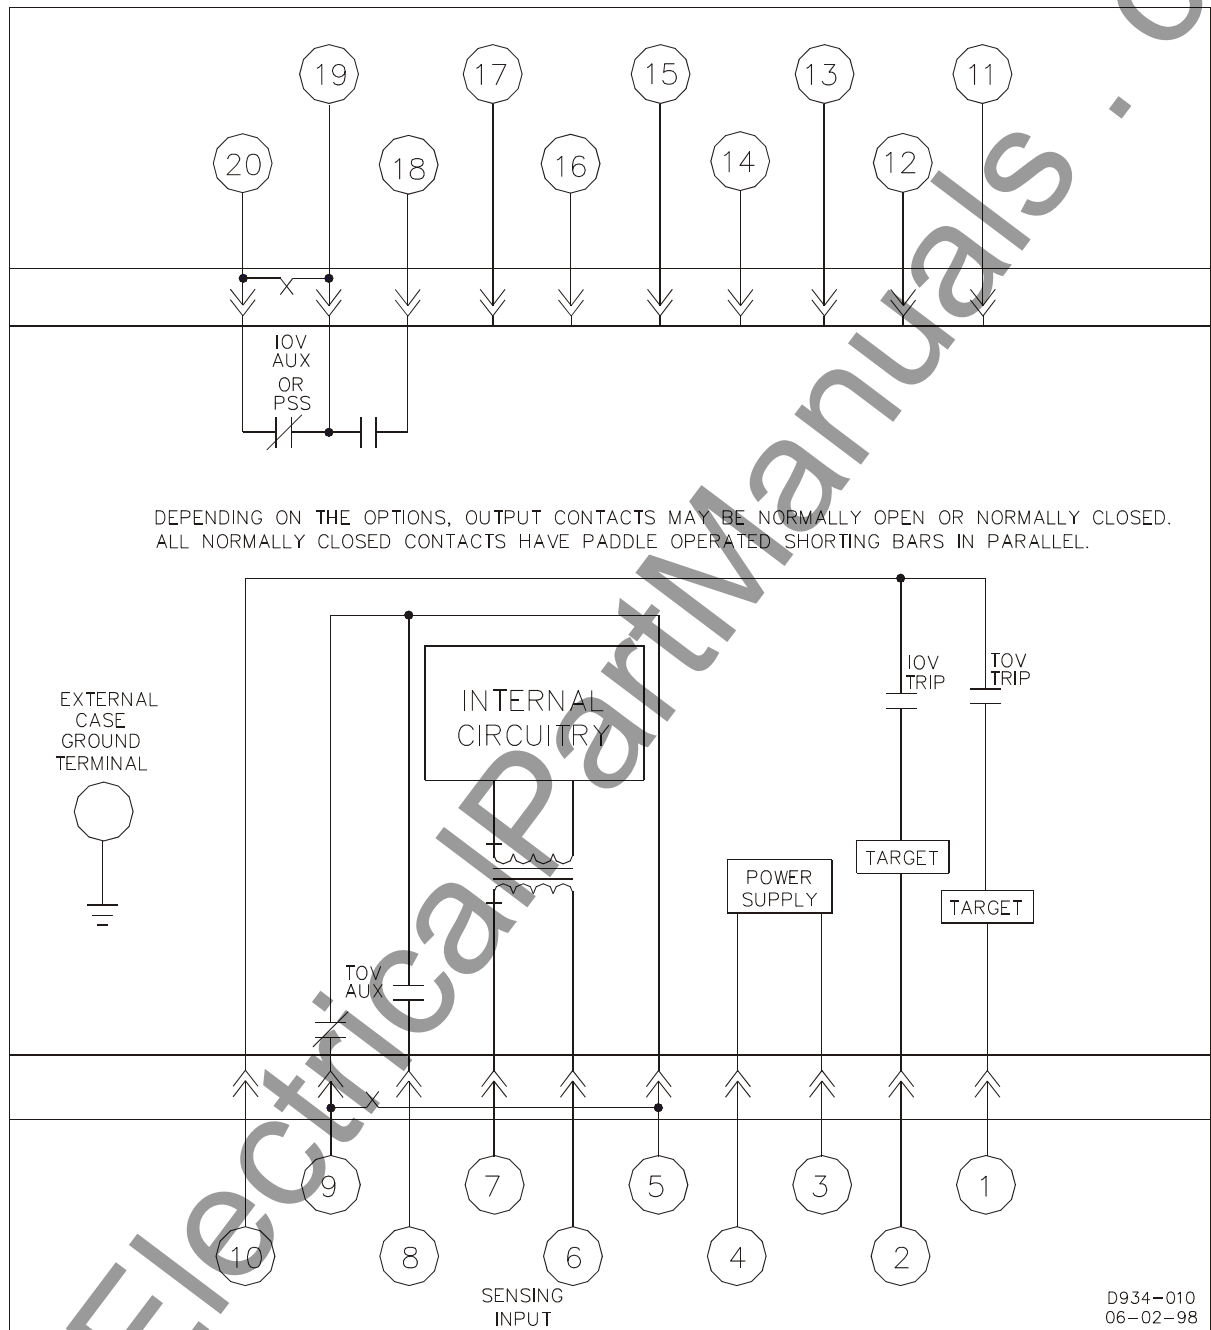 19
17
15
13
11
20
18
16
14
12
IOV
AUX
OR
PSS
DEPENDING ON THE OPTIONS, OUTPUT CONTACTS MAY BE NORMALLY OPEN OR NORMALLY CLOSED.
ALL NORMALLY CLOSED CONTACTS HAVE PADDLE OPERATED SHORTING BARS IN PARALLEL.
IOV
TRIP
TOV
TRIP
EXTERNAL
CASE
GROUND
TERMINAL
INTERNAL
CIRCUITRY
TARGET
POWER
SUPPLY
TARGET
TOV
AUX
9
7
5
3
1
10
8
6
4
2
SENSING
INPUT
D934-010
06-02-98
ElectricalPartManuals . o